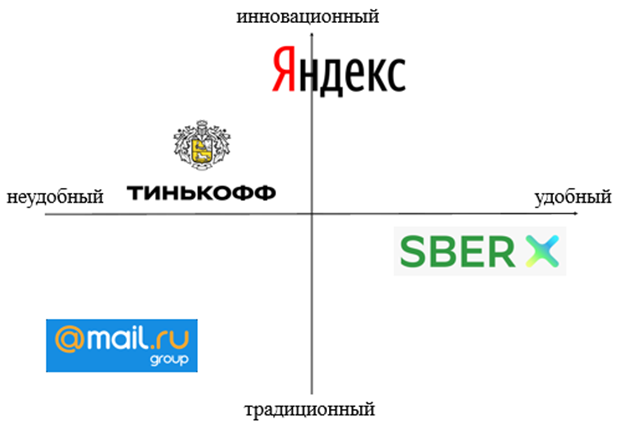 инновационный
Яндекс
ТИНЬКОФФ
неудобный
удобный
SBER X
@mail.ru
group
традиционный